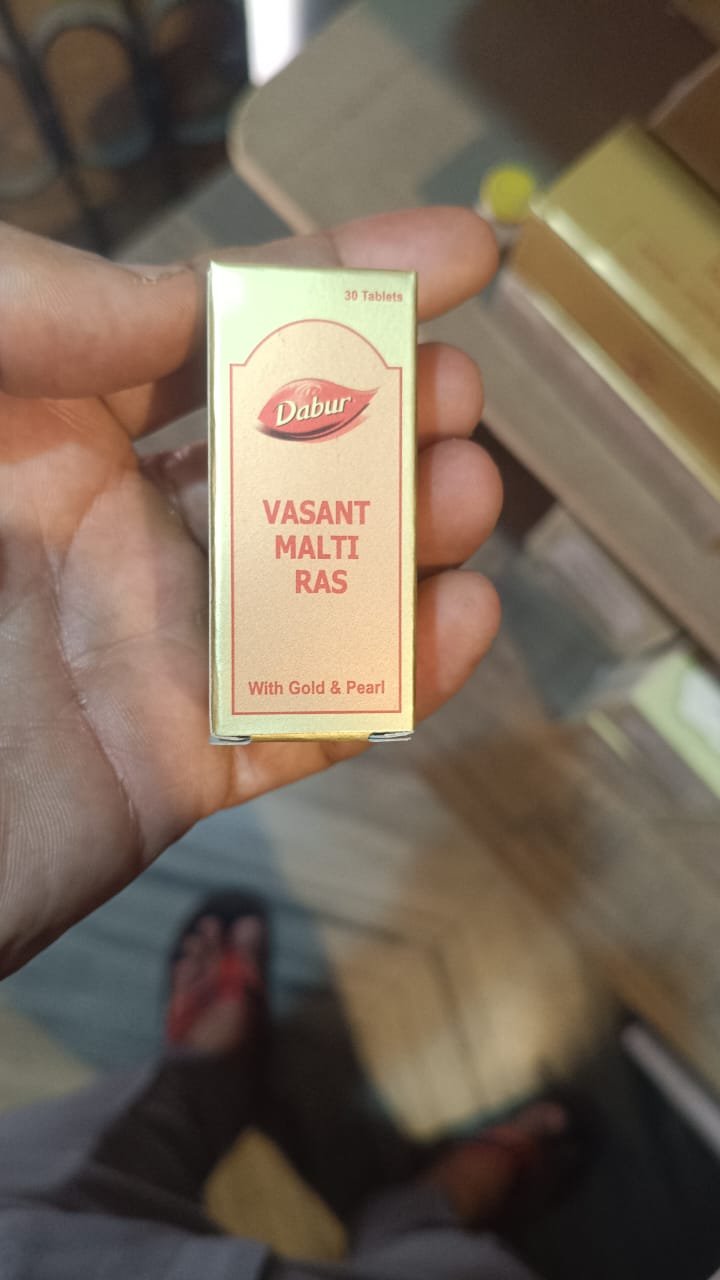 30 Tablets
Dabur
VASANT
MALTI
RAS
With Gold & Pearl